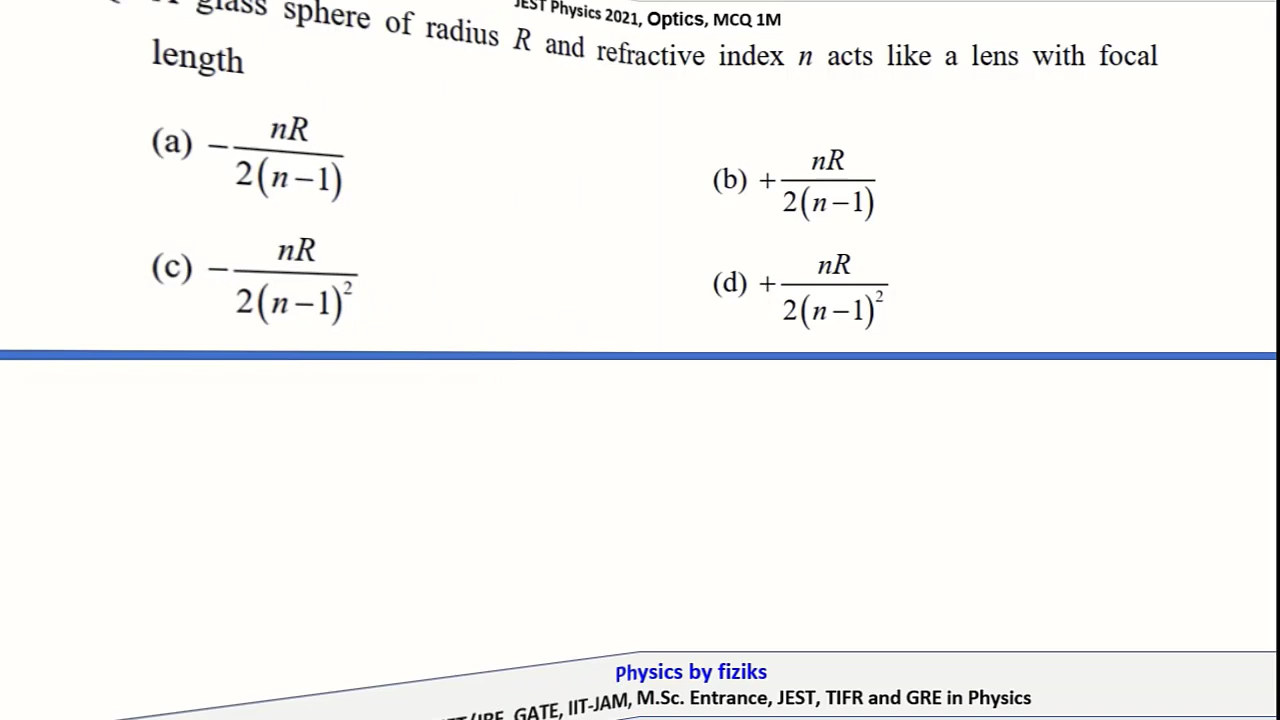 JEST Physics 2021, Optics, MCQ 1M
glass sphere of radius R and refractive index n acts like a lens with focal
length
(a) −nR/2(n−1)
(b) +nR/2(n−1)
(c) −nR/2(n−1)²
(d) +nR/2(n−1)²
Physics by fiziks
GATE, IIT-JAM, M.Sc. Entrance, JEST, TIFR and GRE in Physics